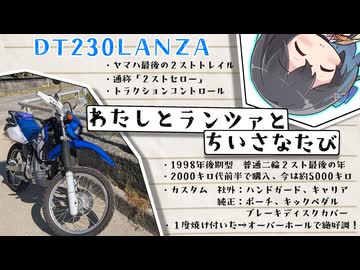 DT230LANZA
・ヤマハ最後の２ストトレイル
・通称「２ストセロー」
・トラクションコントロール
わたしとランツァと
ちいさなたび
・1998年後期型　普通二輪２スト最後の年
・2000キロ代前半で購入、今は約5000キロ
・カスタム　社外：ハンドガード、キャリア
純正：ポーチ、キックペダル
ブレーキディスクカバー
・１度焼け付いた→オーバーホールで絶好調！